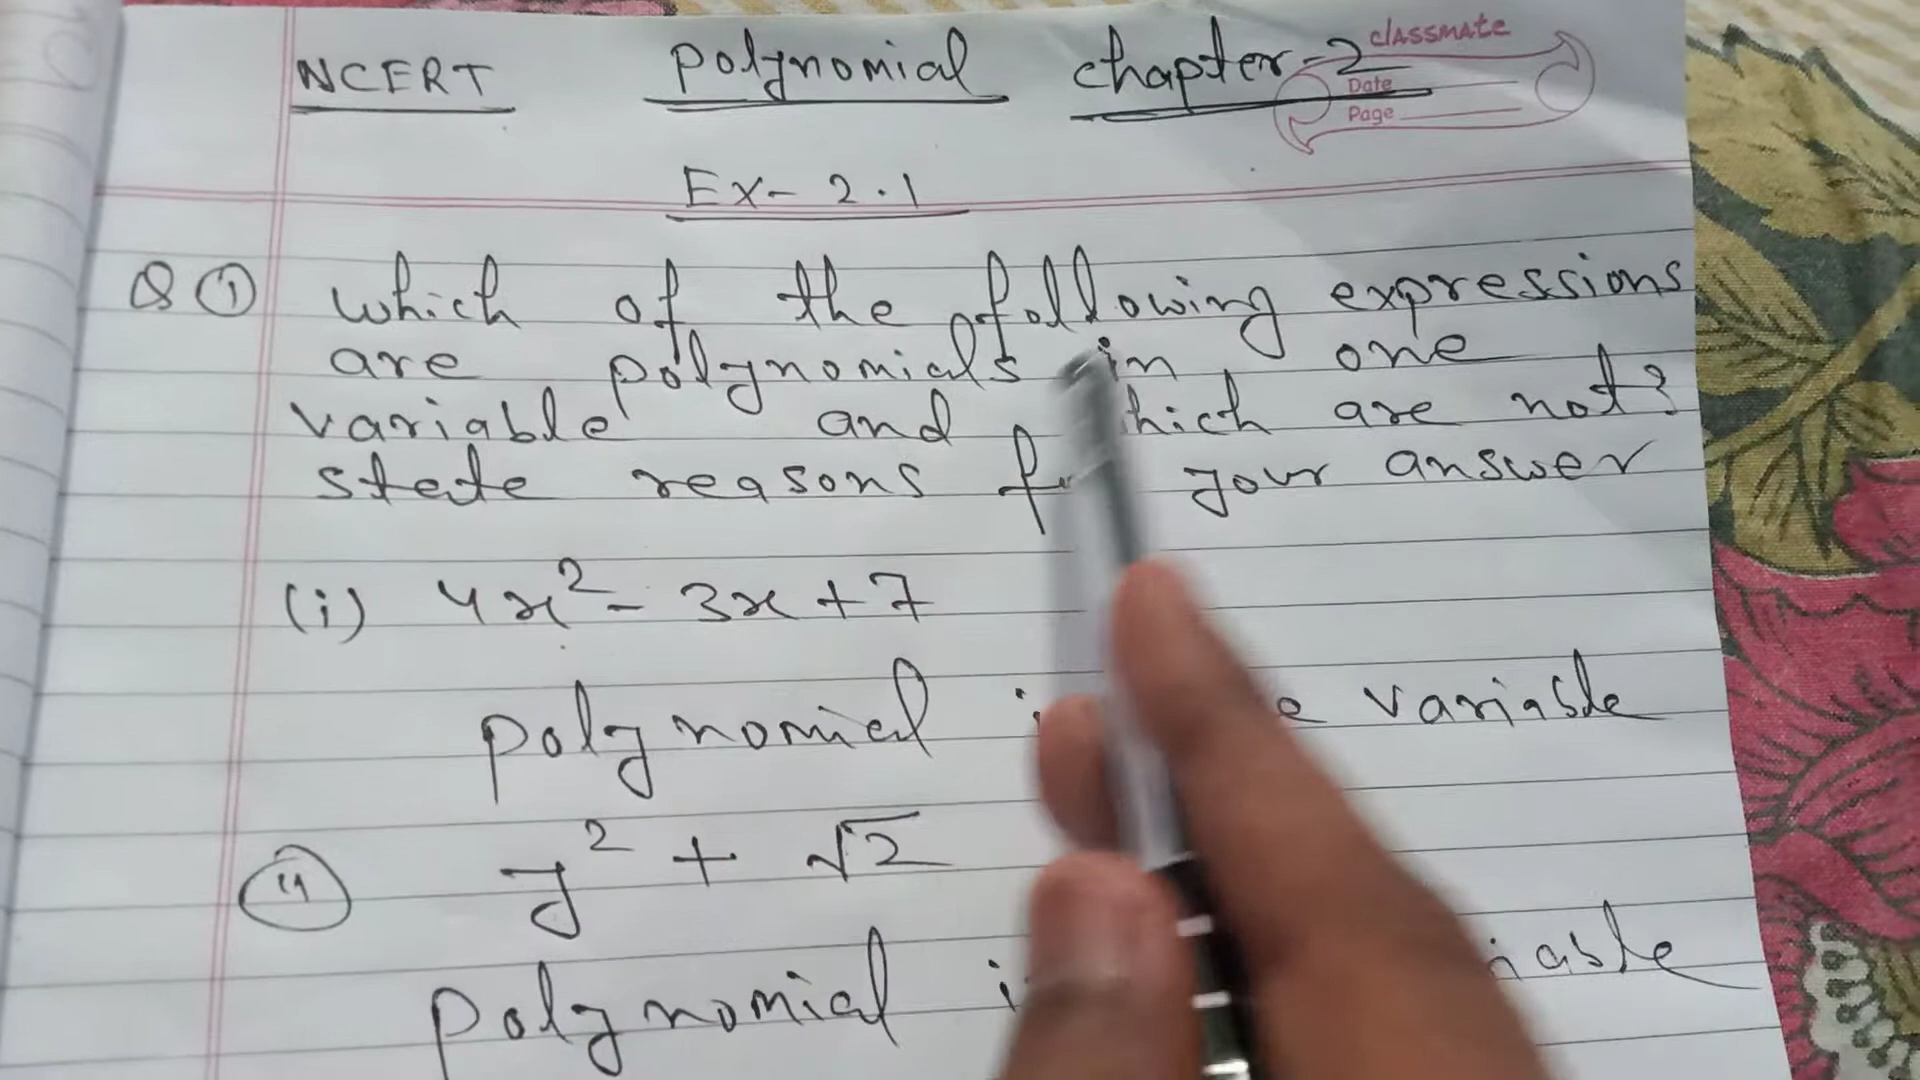 NCERT polynomial chapter-2
classmate
Date
Page
Ex- 2.1
Q ① which of the following expressions
are polynomials in one
variable and hich are not?
state reasons your answer
(i) 4x² - 3x + 7
polynomial variable
(ii) y² + √2
polynomial